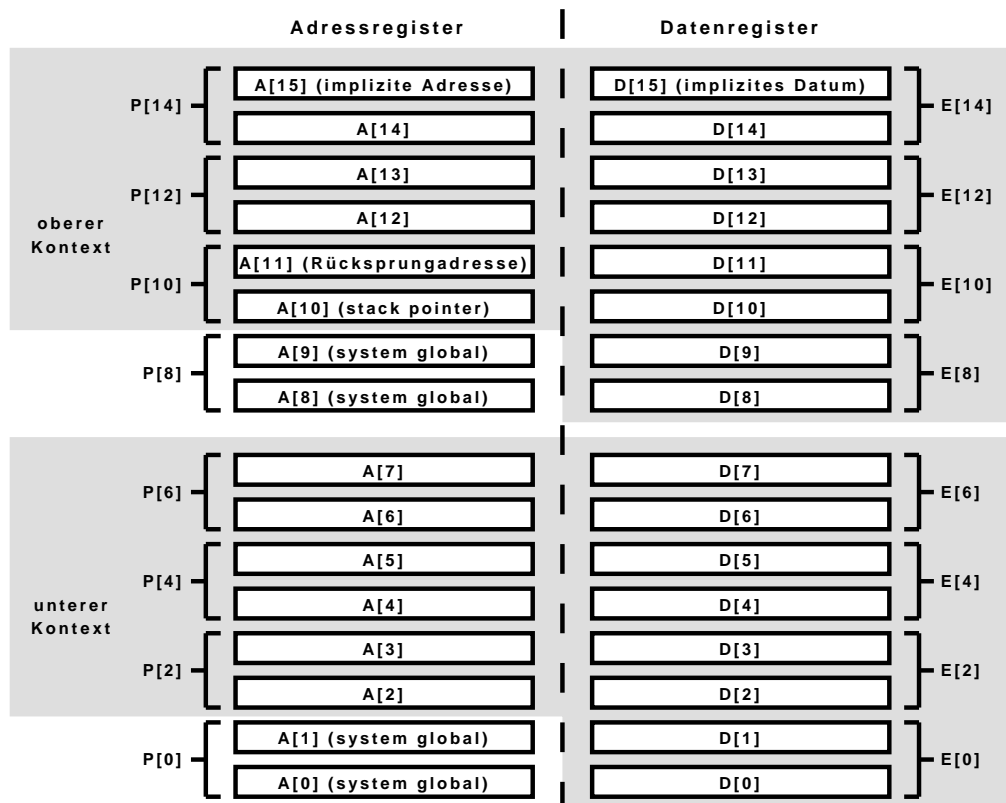 Adressregister Datenregister
A[15] (implizite Adresse) D[15] (implizites Datum)
P[14] E[14]
A[14] D[14]
A[13] D[13]
P[12] E[12]
A[12] D[12]
oberer
Kontext
A[11] (Rücksprungadresse) D[11]
P[10] E[10]
A[10] (stack pointer) D[10]
A[9] (system global) D[9]
P[8] E[8]
A[8] (system global) D[8]
A[7] D[7]
P[6] E[6]
A[6] D[6]
A[5] D[5]
P[4] E[4]
A[4] D[4]
unterer
Kontext
A[3] D[3]
P[2] E[2]
A[2] D[2]
A[1] (system global) D[1]
P[0] E[0]
A[0] (system global) D[0]